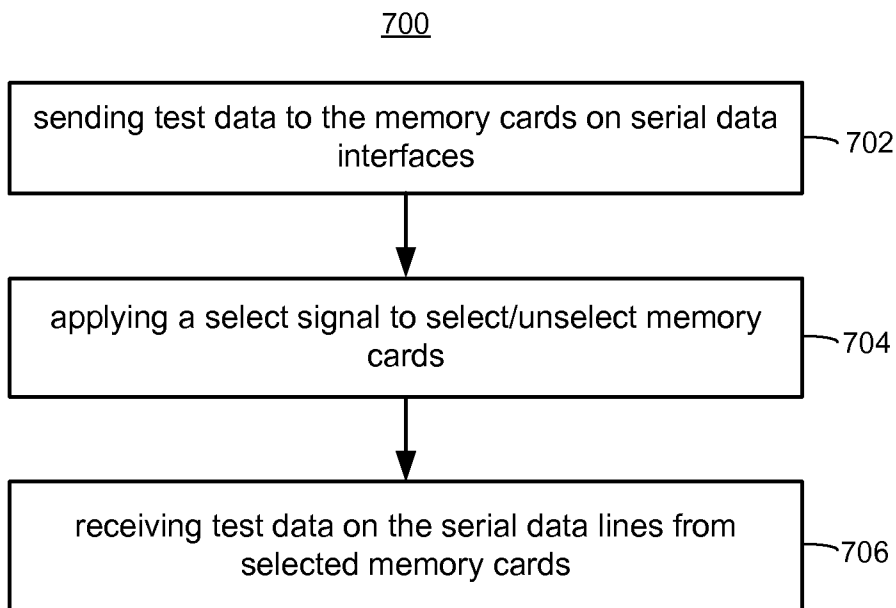 700
sending test data to the memory cards on serial data
interfaces
702
applying a select signal to select/unselect memory
cards
704
receiving test data on the serial data lines from
selected memory cards
706